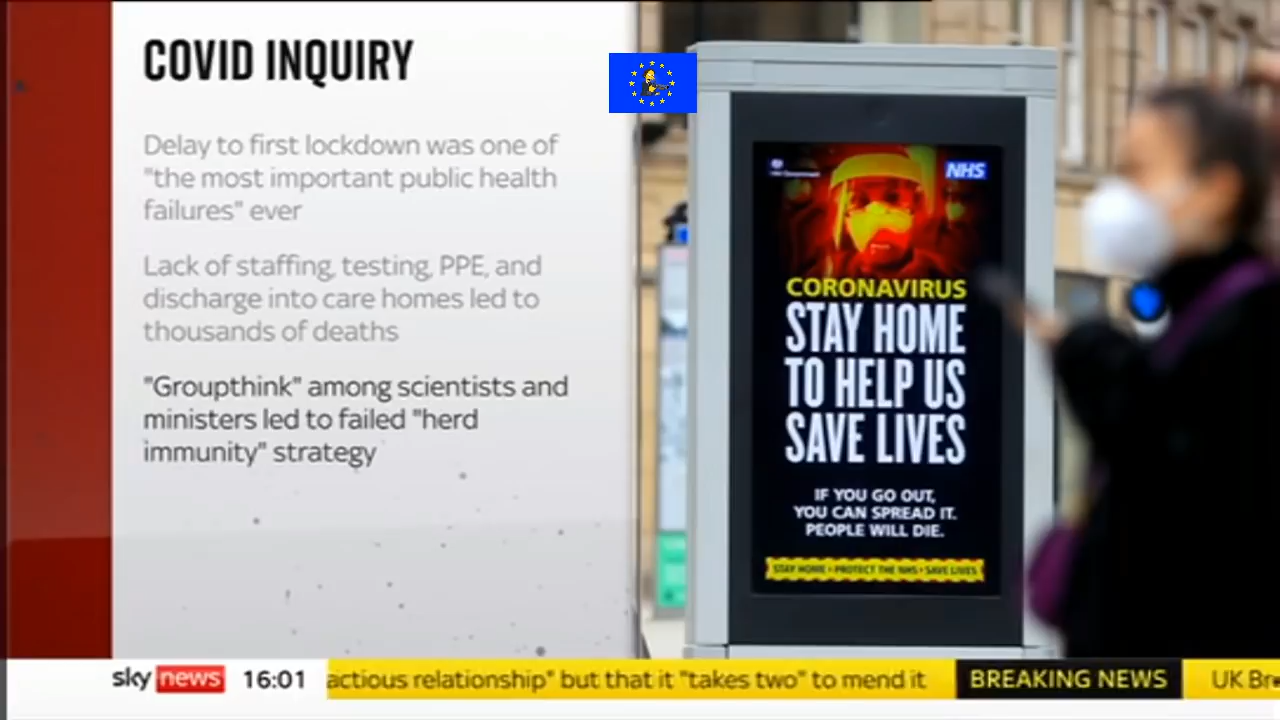 COVID INQUIRY
Delay to first lockdown was one of
"the most important public health
failures" ever
Lack of staffing, testing, PPE, and
discharge into care homes led to
thousands of deaths
"Groupthink" among scientists and
ministers led to failed "herd
immunity" strategy
NHS
CORONAVIRUS
STAY HOME
TO HELP US
SAVE LIVES
IF YOU GO OUT,
YOU CAN SPREAD IT.
PEOPLE WILL DIE.
STAY HOME • PROTECT THE NHS • SAVE LIVES
sky news 16:01 actious relationship" but that it "takes two" to mend it BREAKING NEWS UK Br